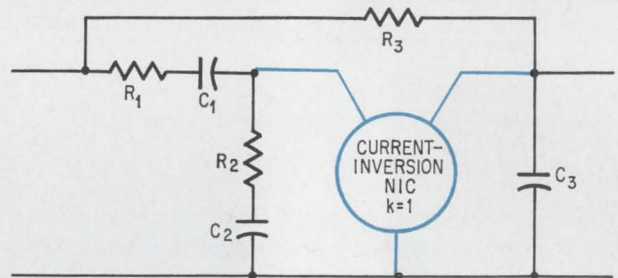 R3
R1
C1
R2
C2
CURRENT-
INVERSION
NIC
k=1
C3